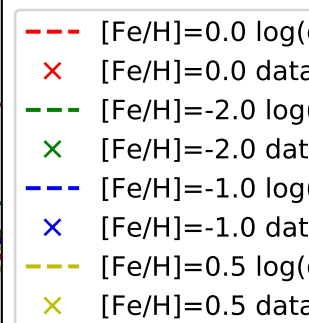 [Fe/H]=0.0 log(
[Fe/H]=0.0 data
[Fe/H]=-2.0 log
[Fe/H]=-2.0 dat
[Fe/H]=-1.0 log
[Fe/H]=-1.0 dat
[Fe/H]=0.5 log(
[Fe/H]=0.5 data